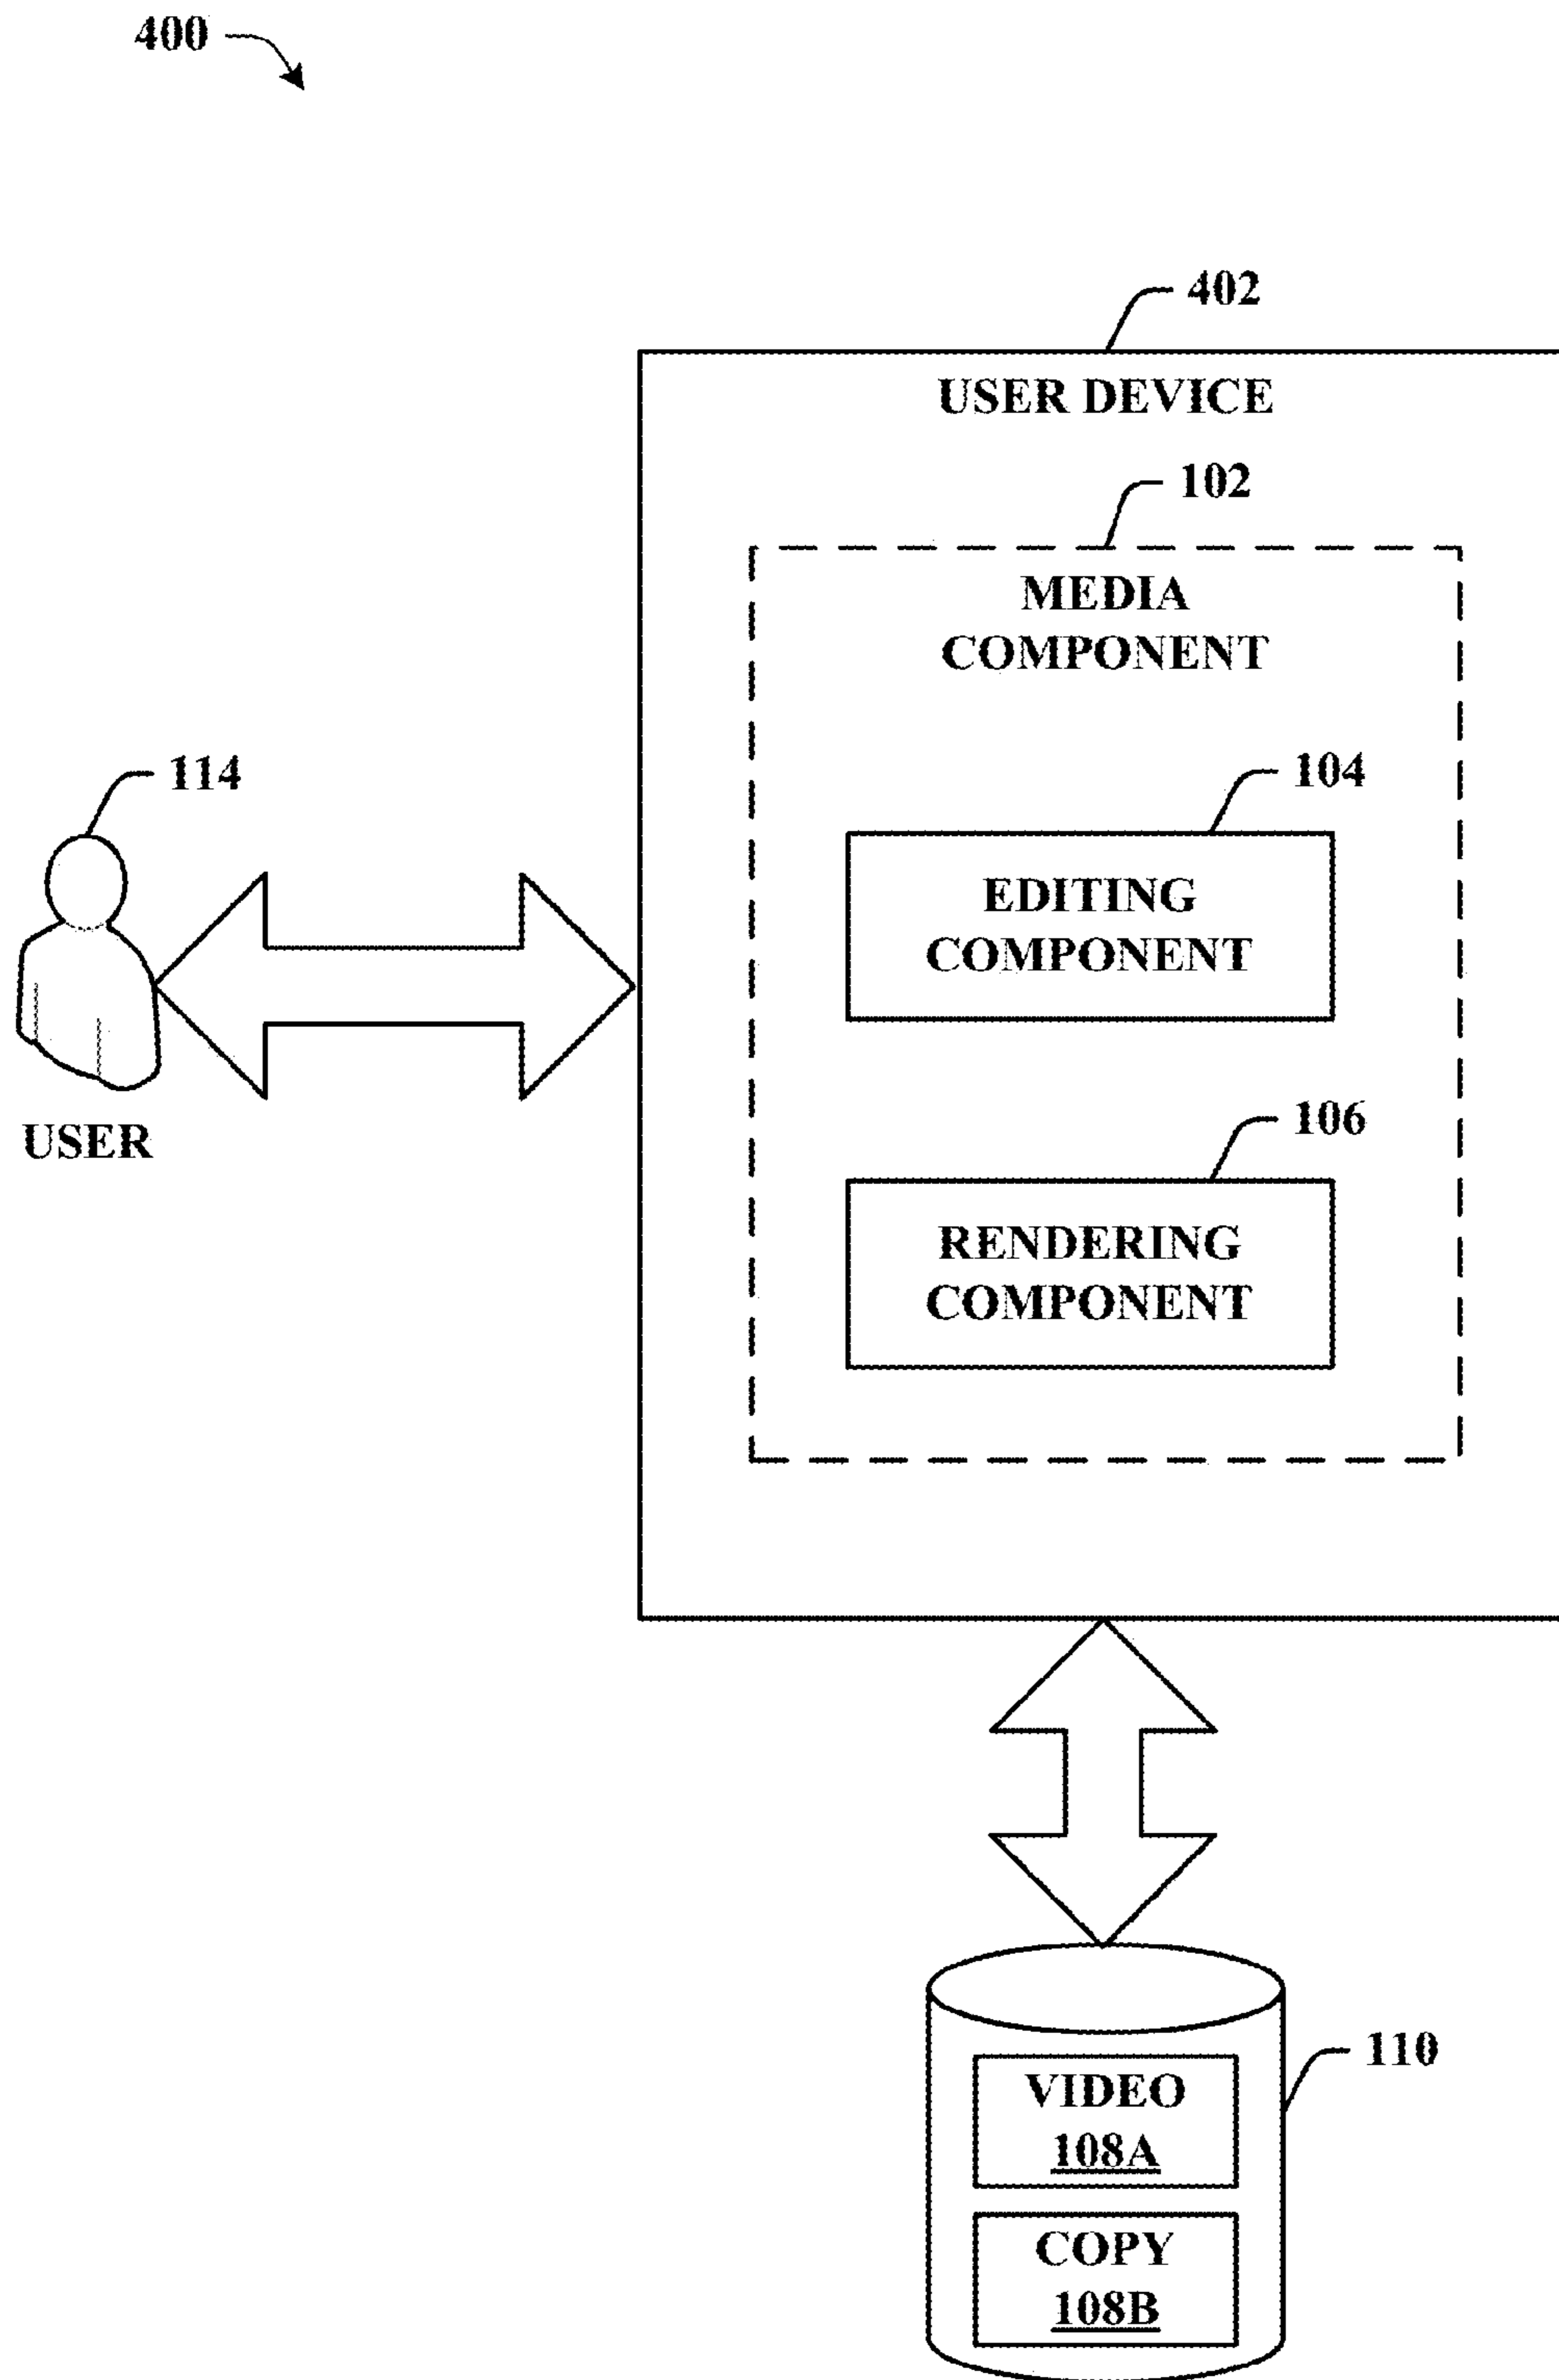 400
402
USER DEVICE
102
MEDIA
COMPONENT
114
104
EDITING
COMPONENT
USER
106
RENDERING
COMPONENT
110
VIDEO
108A
COPY
108B